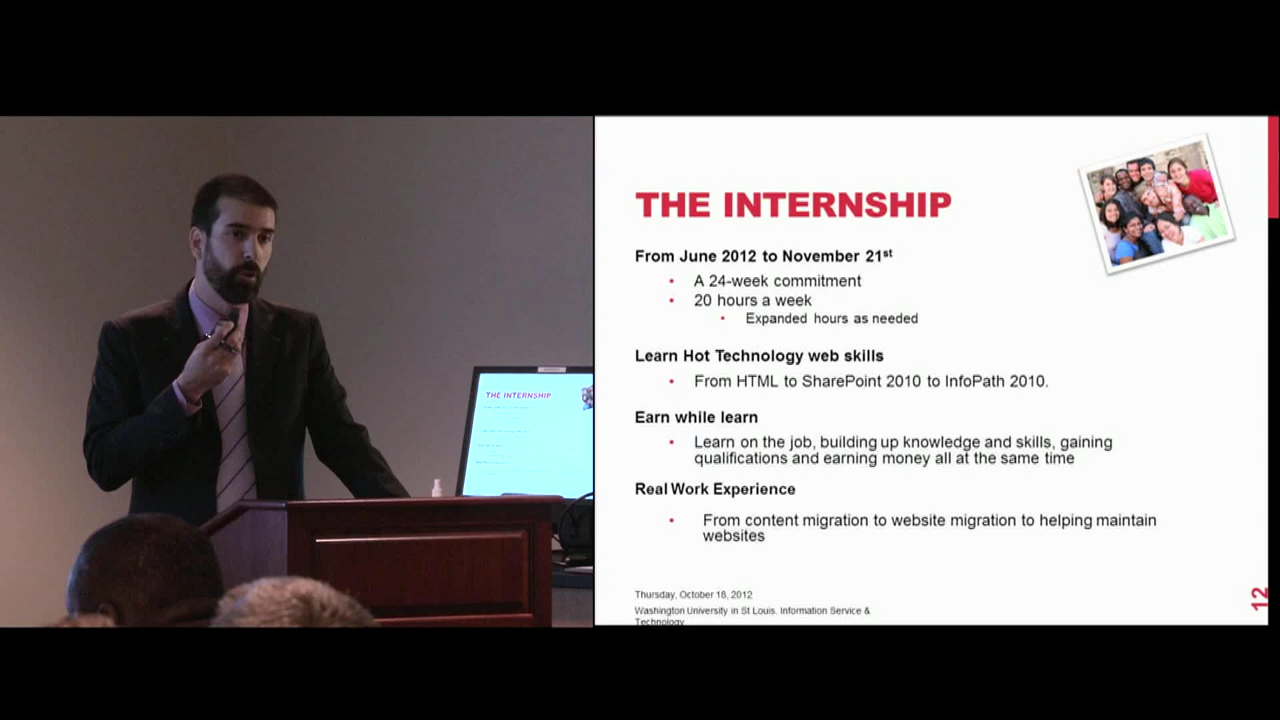 THE INTERNSHIP
From June 2012 to November 21st
• A 24-week commitment
• 20 hours a week
• Expanded hours as needed
Learn Hot Technology web skills
• From HTML to SharePoint 2010 to InfoPath 2010.
Earn while learn
• Learn on the job, building up knowledge and skills, gaining
qualifications and earning money all at the same time
Real Work Experience
• From content migration to website migration to helping maintain
websites
Thursday, October 18, 2012
Washington University in St Louis. Information Service &
Technology
12
THE INTERNSHIP